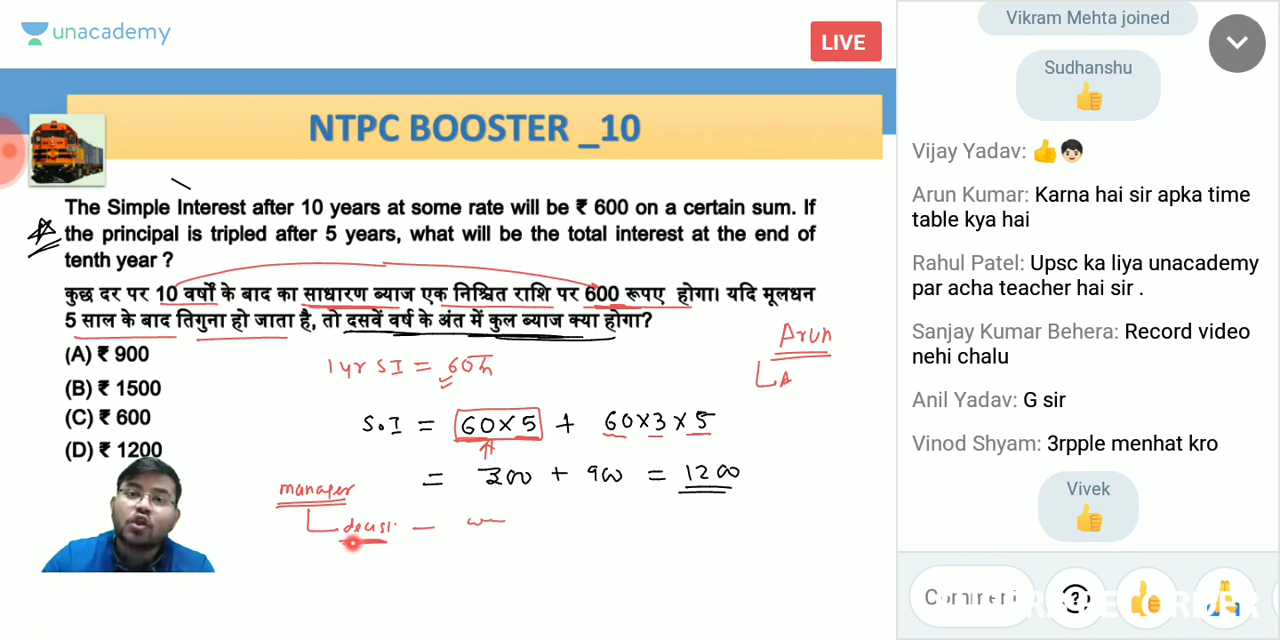 unacademy
LIVE
NTPC BOOSTER _10
The Simple Interest after 10 years at some rate will be ₹ 600 on a certain sum. If
the principal is tripled after 5 years, what will be the total interest at the end of
tenth year ?
कुछ दर पर 10 वर्षों के बाद का साधारण ब्याज एक निश्चित राशि पर 600 रूपए होगा। यदि मूलधन
5 साल के बाद तिगुना हो जाता है, तो दसवें वर्ष के अंत में कुल ब्याज क्या होगा?
(A) ₹ 900
(B) ₹ 1500
(C) ₹ 600
(D) ₹ 1200
Arun
A
1 yr SI = 60
S.I = 60×5 + 60×3×5
= 300 + 900 = 1200
manager
decisi
Vikram Mehta joined
Sudhanshu
👍
Vijay Yadav: 👍👦🏻
Arun Kumar: Karna hai sir apka time
table kya hai
Rahul Patel: Upsc ka liya unacademy
par acha teacher hai sir .
Sanjay Kumar Behera: Record video
nehi chalu
Anil Yadav: G sir
Vinod Shyam: 3rpple menhat kro
Vivek
👍
Comment